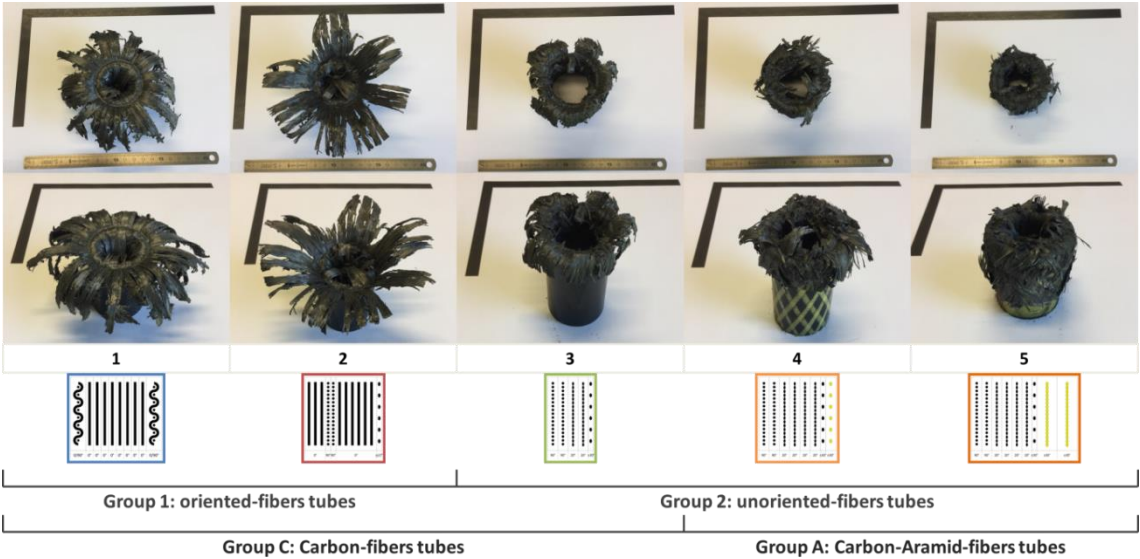 1 2 3 4 5
Group 1: oriented-fibers tubes Group 2: unoriented-fibers tubes
Group C: Carbon-fibers tubes Group A: Carbon-Aramid-fibers tubes